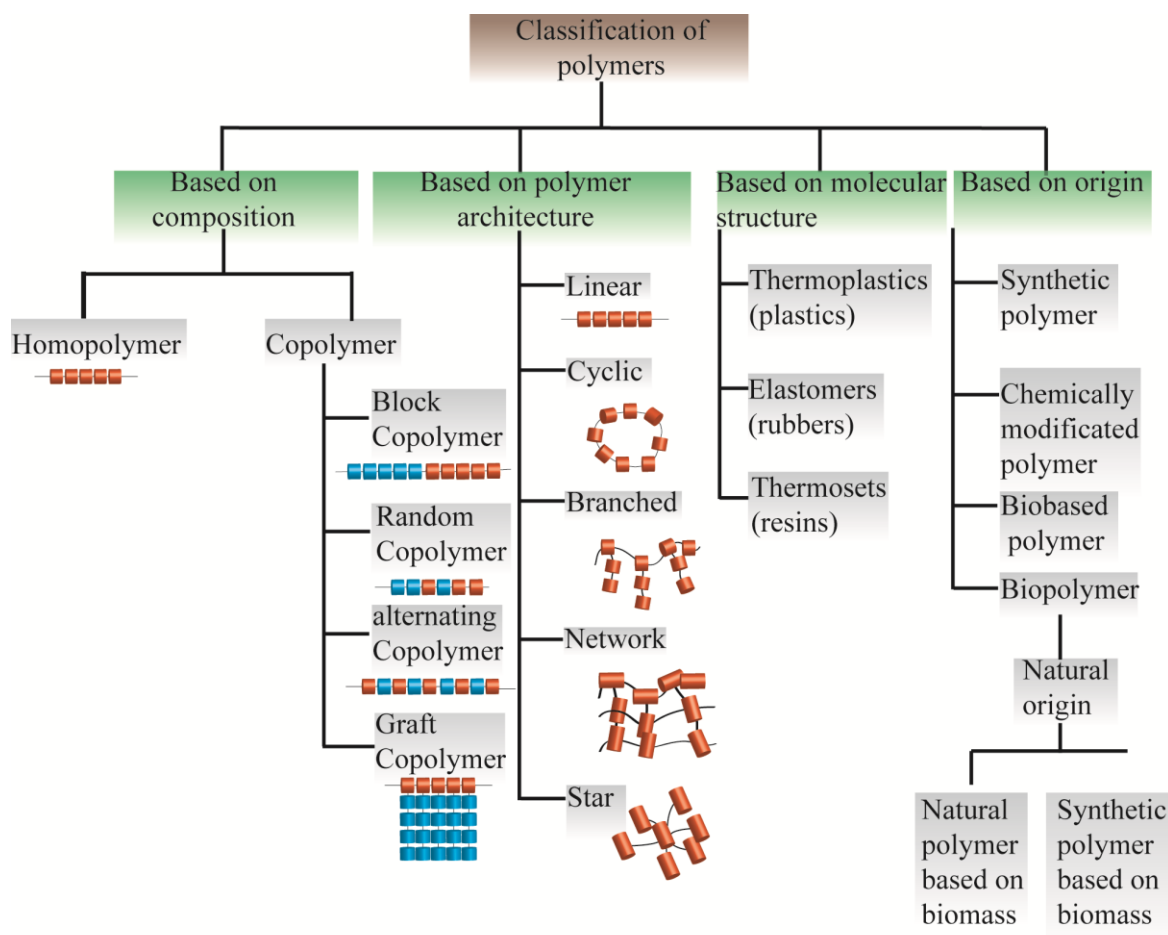 Classification of
polymers
Based on
composition
Based on polymer
architecture
Based on molecular
structure
Based on origin
Homopolymer
Copolymer
Block
Copolymer
Random
Copolymer
alternating
Copolymer
Graft
Copolymer
Linear
Cyclic
Branched
Network
Star
Thermoplastics
(plastics)
Elastomers
(rubbers)
Thermosets
(resins)
Synthetic
polymer
Chemically
modificated
polymer
Biobased
polymer
Biopolymer
Natural
origin
Natural
polymer
based on
biomass
Synthetic
polymer
based on
biomass